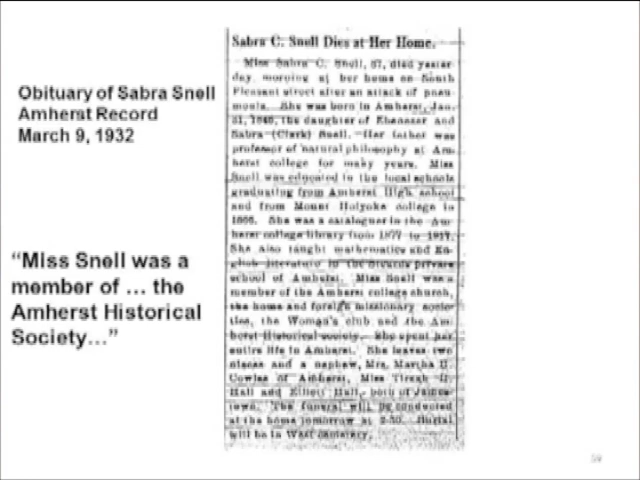 Obituary of Sabra Snell
Amherst Record
March 9, 1932
“Miss Snell was a
member of … the
Amherst Historical
Society…”
Sabra C. Snell Dies at Her Home.
Miss Sabra C. Snell, 87, died yester-
day morning at her home on South
Pleasant street after an attack of pneu-
monia. She was born in Amherst, Jan.
the daughter of Ebenezer and
Sabra (Clark) Snell. Her father was
professor of natural philosophy at Am-
herst college for many years. Miss
Snell was educated in the local schools
graduating from Amherst High school
and from Mount Holyoke college in
She was a cataloguer in the Am-
herst college library from 1877 to 1917.
She also taught mathematics and En-
glish literature in the private
school of Amherst. Miss Snell was a
member of the Amherst college church,
the home and foreign missionary socie-
ties, the Woman's club and the Am-
herst Historical society. She spent her
entire life in Amherst. She leaves two
nieces and a nephew, Mrs. Martha
Cowles of Amherst, Miss
Hall and Elliott Hall, both of James-
town. The funeral will be conducted
at the home tomorrow at 2:30. Burial
will be in West cemetery.
59